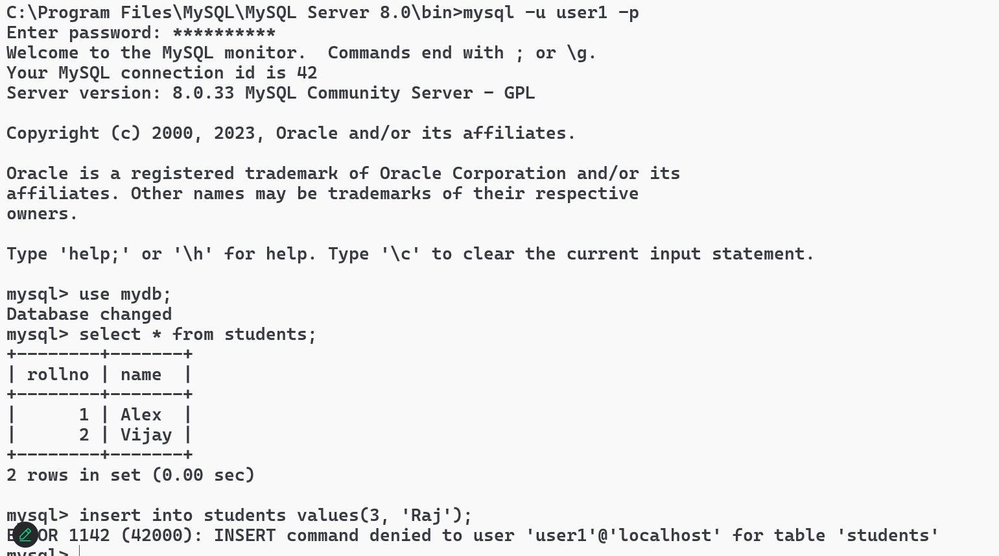 C:\Program Files\MySQL\MySQL Server 8.0\bin>mysql -u user1 -p
Enter password: **********
Welcome to the MySQL monitor.  Commands end with ; or \g.
Your MySQL connection id is 42
Server version: 8.0.33 MySQL Community Server - GPL

Copyright (c) 2000, 2023, Oracle and/or its affiliates.

Oracle is a registered trademark of Oracle Corporation and/or its
affiliates. Other names may be trademarks of their respective
owners.

Type 'help;' or '\h' for help. Type '\c' to clear the current input statement.

mysql> use mydb;
Database changed
mysql> select * from students;
+--------+-------+
| rollno | name  |
+--------+-------+
|      1 | Alex  |
|      2 | Vijay |
+--------+-------+
2 rows in set (0.00 sec)

mysql> insert into students values(3, 'Raj');
ERROR 1142 (42000): INSERT command denied to user 'user1'@'localhost' for table 'students'
mysql>